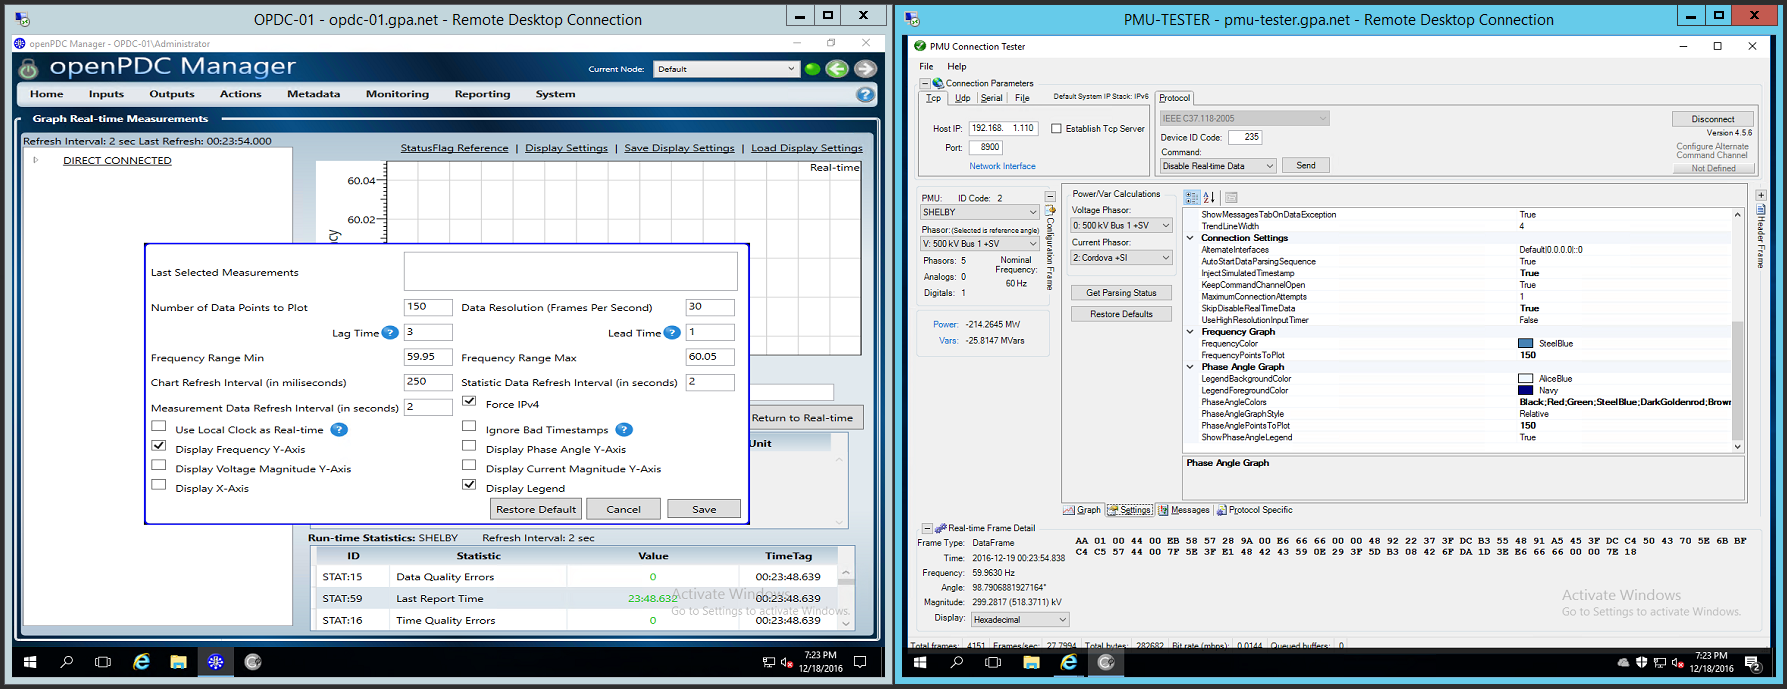 OPDC-01 - opdc-01.gpa.net - Remote Desktop Connection
openPDC Manager - OPDC-01\Administrator
openPDC Manager
Current Node: Default
Home Inputs Outputs Actions Metadata Monitoring Reporting System
Graph Real-time Measurements
Refresh Interval: 2 sec Last Refresh: 00:23:54.000
DIRECT CONNECTED
StatusFlag Reference | Display Settings | Save Display Settings | Load Display Settings
Real-time
60.04
60.02
Last Selected Measurements
Number of Data Points to Plot 150 Data Resolution (Frames Per Second) 30
Lag Time ? 3 Lead Time ? 1
Frequency Range Min 59.95 Frequency Range Max 60.05
Chart Refresh Interval (in miliseconds) 250 Statistic Data Refresh Interval (in seconds) 2
Measurement Data Refresh Interval (in seconds) 2 Force IPv4
Use Local Clock as Real-time ? Ignore Bad Timestamps ?
Display Frequency Y-Axis Display Phase Angle Y-Axis
Display Voltage Magnitude Y-Axis Display Current Magnitude Y-Axis
Display X-Axis Display Legend
Restore Default Cancel Save
Return to Real-time
Unit
Run-time Statistics: SHELBY Refresh Interval: 2 sec
ID Statistic Value TimeTag
STAT:15 Data Quality Errors 0 00:23:48.639
STAT:59 Last Report Time 23:48.632 00:23:48.639
STAT:16 Time Quality Errors 0 00:23:48.639
Activate Windows
Go to Settings to activate Windows.
7:23 PM
12/18/2016
PMU-TESTER - pmu-tester.gpa.net - Remote Desktop Connection
PMU Connection Tester
File Help
Connection Parameters
Tcp Udp Serial File Default System IP Stack: IPv6
Host IP: 192.168. 1.110 Establish Tcp Server
Port: 8900
Network Interface
Protocol
IEEE C37.118-2005
Device ID Code: 235
Command:
Disable Real-time Data Send
Disconnect
Version 4.5.6
Configure Alternate
Command Channel
Not Defined
PMU: ID Code: 2
SHELBY
Phasor: (Selected is reference angle)
V: 500 kV Bus 1 +SV
Phasors: 5 Nominal
Analogs: 0 Frequency:
Digitals: 1 60 Hz
Power: -214.2645 MW
Vars: -25.8147 MVars
Configuration Frame
Power/Var Calculations
Voltage Phasor:
0: 500 kV Bus 1 +SV
Current Phasor:
2: Cordova +SI
Get Parsing Status
Restore Defaults
ShowMessagesTabOnDataException True
TrendLineWidth 4
Connection Settings
AlternateInterfaces Default|0.0.0.0|::0
AutoStartDataParsingSequence True
InjectSimulatedTimestamp True
KeepCommandChannelOpen True
MaximumConnectionAttempts 1
SkipDisableRealTimeData True
UseHighResolutionInputTimer False
Frequency Graph
FrequencyColor SteelBlue
FrequencyPointsToPlot 150
Phase Angle Graph
LegendBackgroundColor AliceBlue
LegendForegroundColor Navy
PhaseAngleColors Black;Red;Green;SteelBlue;DarkGoldenrod;Brown
PhaseAngleGraphStyle Relative
PhaseAnglePointsToPlot 150
ShowPhaseAngleLegend True
Phase Angle Graph
Header Frame
Graph Settings Messages Protocol Specific
Real-time Frame Detail
Frame Type: DataFrame
Time: 2016-12-19 00:23:54.838
Frequency: 59.9630 Hz
Angle: 98.7906881927164°
Magnitude: 299.2817 (518.3711) kV
Display: Hexadecimal
AA 01 00 44 00 EB 58 57 28 9A 00 E6 66 00 00 48 92 22 37 3F DC B3 55 48 91 A5 45 3F DC C4 50 43 70 5E 6B BF
C4 C5 57 44 00 7F 5E 3F E1 48 42 43 59 0E 29 3F 5D B3 08 42 6F DA 1D 3E E6 66 00 00 7E 18
Activate Windows
Go to Settings to activate Windows.
Total frames: 4151 Frames/sec: 27.7994 Total bytes: 282682 Bit rate (mbps): 0.0144 Queued buffers: 0
7:23 PM
12/18/2016
2